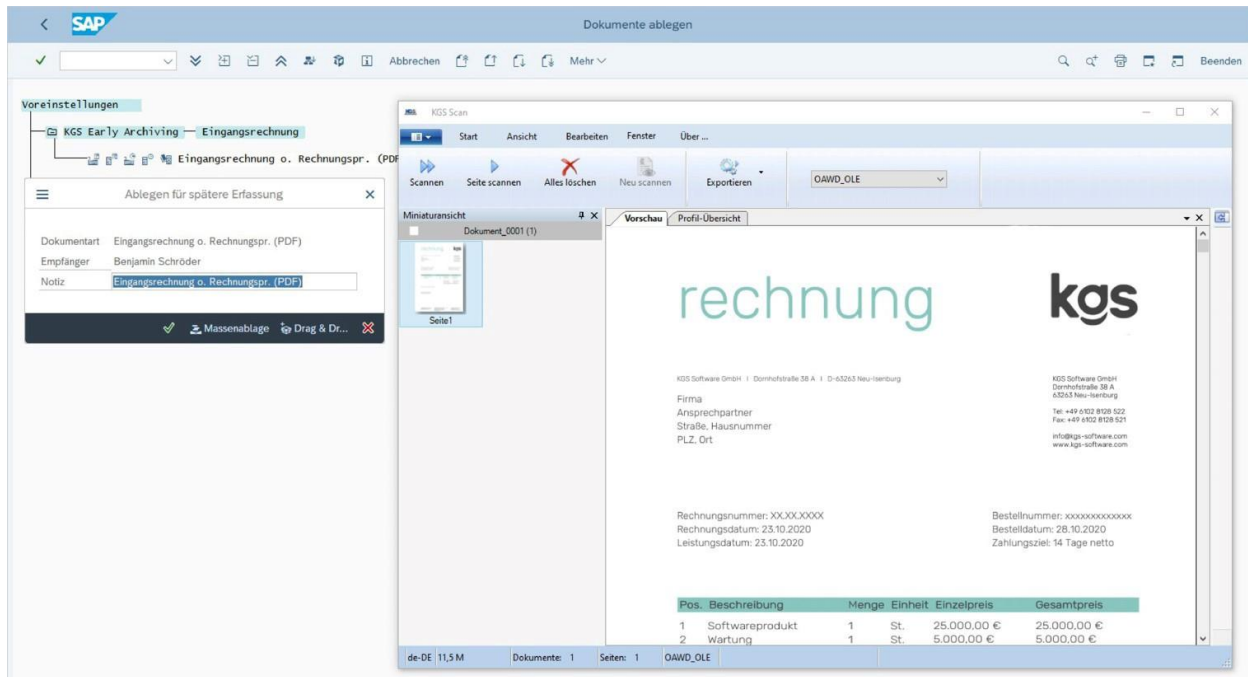 SAP
Dokumente ablegen
Abbrechen
Mehr
Beenden
Voreinstellungen
KGS Early Archiving
Eingangsrechnung
Eingangsrechnung o. Rechnungspr. (PDF
Ablegen für spätere Erfassung
Dokumentart Eingangsrechnung o. Rechnungspr. (PDF)
Empfänger Benjamin Schröder
Notiz Eingangsrechnung o. Rechnungspr. (PDF)
Massenablage Drag & Dr...
KGS Scan
Start Ansicht Bearbeiten Fenster Über ...
Scannen Seite scannen Alles löschen Neu scannen Exportieren OAWD_OLE
Miniaturansicht
Dokument_0001 (1)
Seite1
Vorschau Profil-Übersicht
rechnung
kgs
KGS Software GmbH | Dornhofstraße 38 A | D-63263 Neu-Isenburg
Firma
Ansprechpartner
Straße, Hausnummer
PLZ, Ort
KGS Software GmbH
Dornhofstraße 38 A
63263 Neu-Isenburg
Tel: +49 6102 8128 522
Fax: +49 6102 8128 521
info@kgs-software.com
www.kgs-software.com
Rechnungsnummer: XX.XX.XXXX
Rechnungsdatum: 23.10.2020
Leistungsdatum: 23.10.2020
Bestellnummer: xxxxxxxxxxxxx
Bestelldatum: 28.10.2020
Zahlungsziel: 14 Tage netto
Pos. Beschreibung Menge Einheit Einzelpreis Gesamtpreis
1 Softwareprodukt 1 St. 25.000,00 € 25.000,00 €
2 Wartung 1 St. 5.000,00 € 5.000,00 €
de-DE 11,5 M Dokumente: 1 Seiten: 1 OAWD_OLE